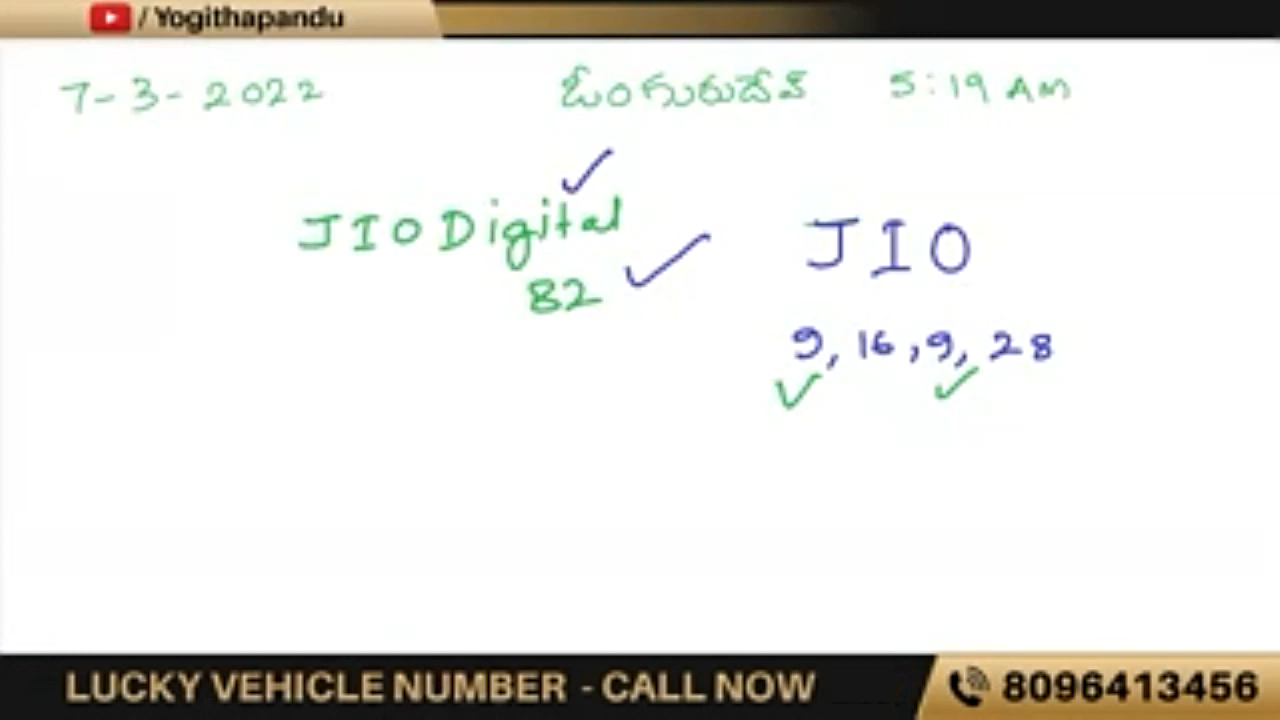 / Yogithapandu
7-3-2022 ఓంగురుదేవ్ 5:19 AM
JIO Digital JIO
82
9, 16, 9, 28
LUCKY VEHICLE NUMBER - CALL NOW 8096413456